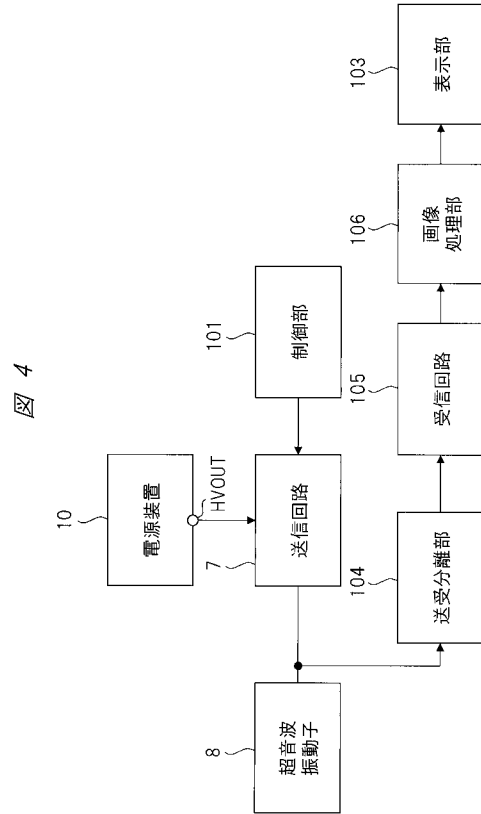 図 4
10
電源装置
HVOUT
101
制御部
7
送信回路
8
超音波
振動子
104
送受分離部
105
受信回路
106
画像
処理部
103
表示部